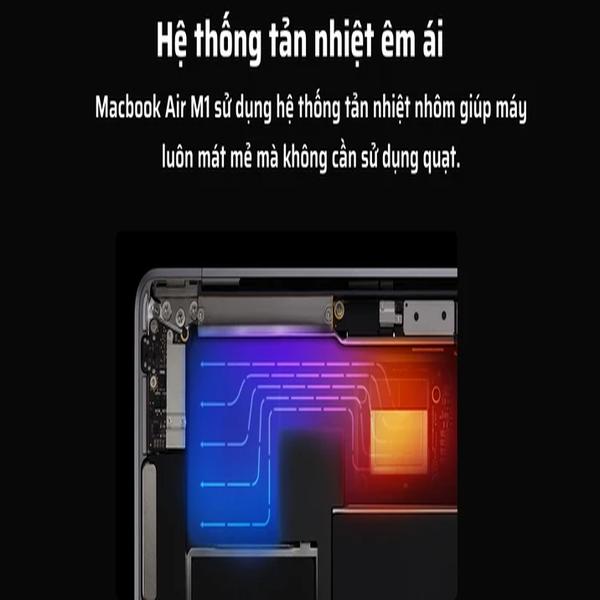 Hệ thống tản nhiệt êm ái
Macbook Air M1 sử dụng hệ thống tản nhiệt nhôm giúp máy
luôn mát mẻ mà không cần sử dụng quạt.